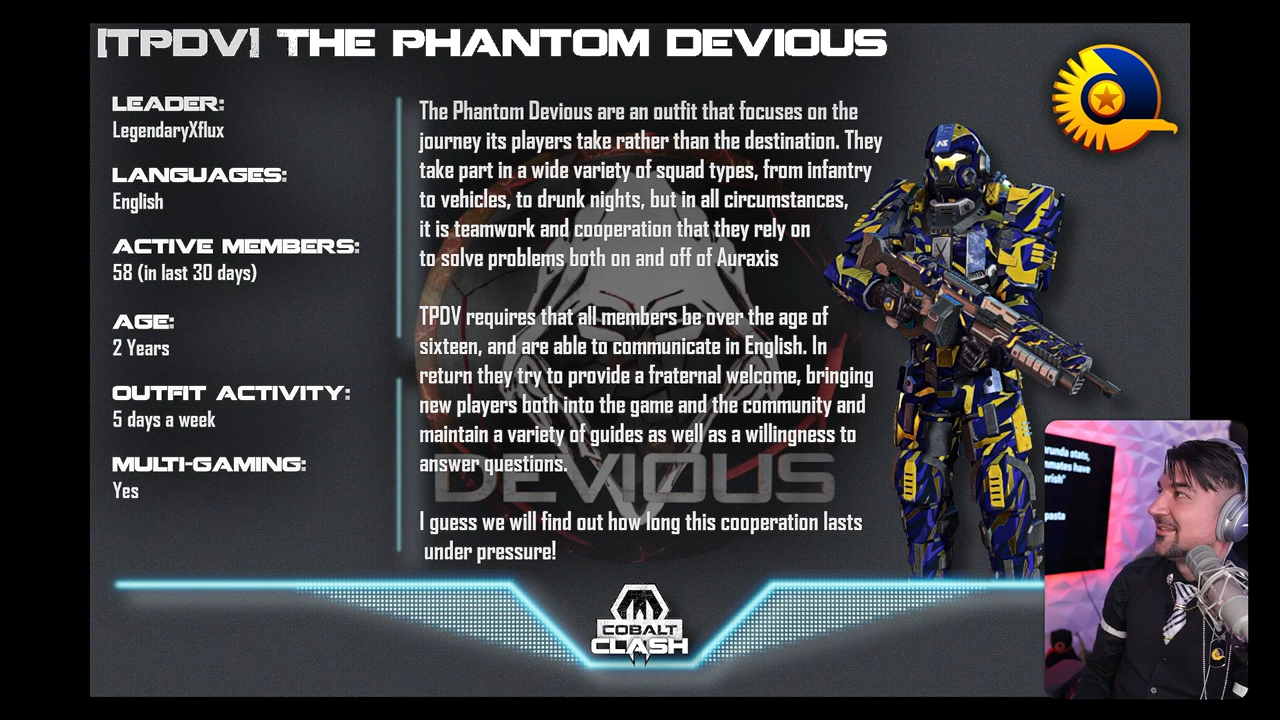 [TPDV] THE PHANTOM DEVIOUS
LEADER:
LegendaryXflux
LANGUAGES:
English
ACTIVE MEMBERS:
58 (in last 30 days)
AGE:
2 Years
OUTFIT ACTIVITY:
5 days a week
MULTI-GAMING:
Yes
The Phantom Devious are an outfit that focuses on the
journey its players take rather than the destination. They
take part in a wide variety of squad types, from infantry
to vehicles, to drunk nights, but in all circumstances,
it is teamwork and cooperation that they rely on
to solve problems both on and off of Auraxis
TPDV requires that all members be over the age of
sixteen, and are able to communicate in English. In
return they try to provide a fraternal welcome, bringing
new players both into the game and the community and
maintain a variety of guides as well as a willingness to
answer questions.
I guess we will find out how long this cooperation lasts
under pressure!
DEVIOUS
NS
COBALT
CLASH
stats,
have
pasta